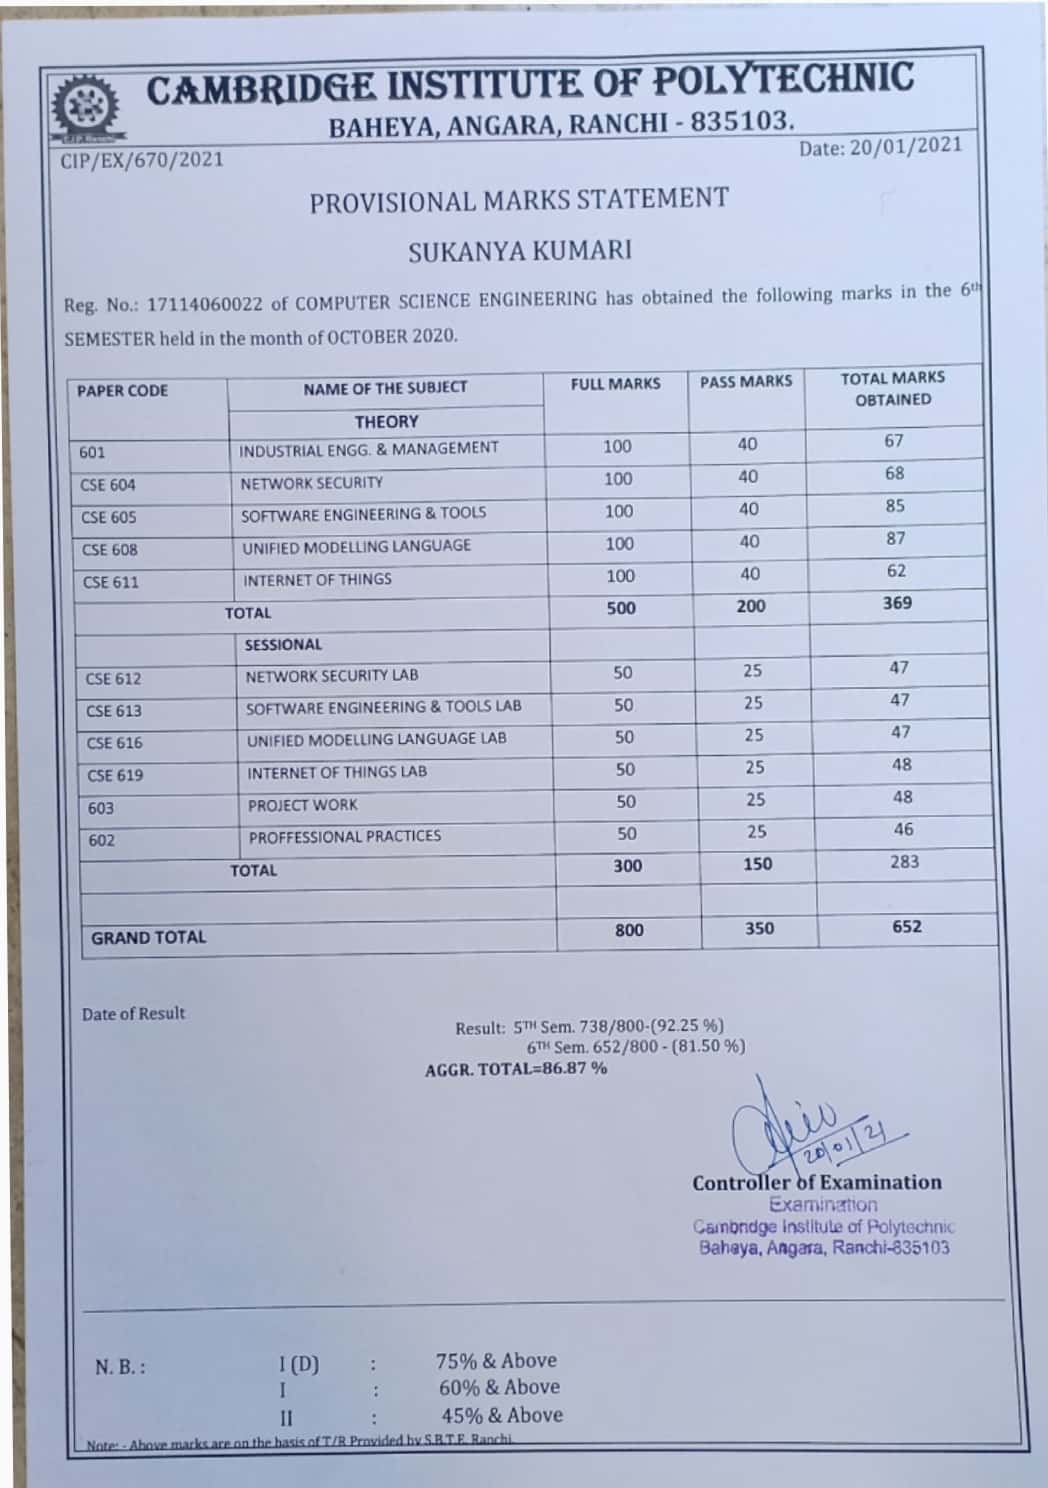 CAMBRIDGE INSTITUTE OF POLYTECHNIC
BAHEYA, ANGARA, RANCHI - 835103.
CIP/EX/670/2021 Date: 20/01/2021
PROVISIONAL MARKS STATEMENT
SUKANYA KUMARI
Reg. No.: 17114060022 of COMPUTER SCIENCE ENGINEERING has obtained the following marks in the 6th
SEMESTER held in the month of OCTOBER 2020.
PAPER CODE NAME OF THE SUBJECT FULL MARKS PASS MARKS TOTAL MARKS OBTAINED
THEORY
601 INDUSTRIAL ENGG. & MANAGEMENT 100 40 67
CSE 604 NETWORK SECURITY 100 40 68
CSE 605 SOFTWARE ENGINEERING & TOOLS 100 40 85
CSE 608 UNIFIED MODELLING LANGUAGE 100 40 87
CSE 611 INTERNET OF THINGS 100 40 62
TOTAL 500 200 369
SESSIONAL
CSE 612 NETWORK SECURITY LAB 50 25 47
CSE 613 SOFTWARE ENGINEERING & TOOLS LAB 50 25 47
CSE 616 UNIFIED MODELLING LANGUAGE LAB 50 25 47
CSE 619 INTERNET OF THINGS LAB 50 25 48
603 PROJECT WORK 50 25 48
602 PROFFESSIONAL PRACTICES 50 25 46
TOTAL 300 150 283
GRAND TOTAL 800 350 652
Date of Result
Result: 5TH Sem. 738/800-(92.25 %)
6TH Sem. 652/800 - (81.50 %)
AGGR. TOTAL=86.87 %
20/01/21
Controller of Examination
Examination
Cambridge Institute of Polytechnic
Baheya, Angara, Ranchi-835103
N. B. : I (D) : 75% & Above
I : 60% & Above
II : 45% & Above
Note: - Above marks are on the basis of T/R Provided by S.B.T.E. Ranchi.